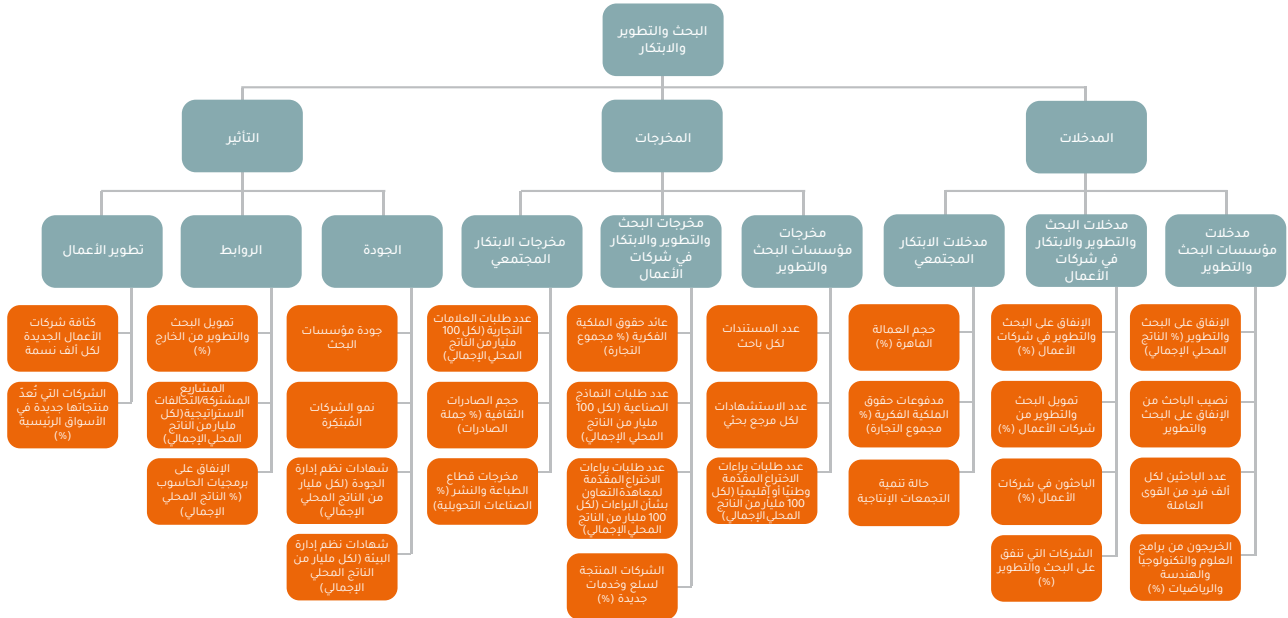 البحث والتطوير
والابتكار
المدخلات
المخرجات
التأثير
مدخلات
مؤسسات البحث
والتطوير
مدخلات البحث
والتطوير والابتكار
في شركات
الأعمال
مدخلات الابتكار
المجتمعي
مخرجات
مؤسسات البحث
والتطوير
مخرجات البحث
والتطوير والابتكار
في شركات
الأعمال
مخرجات الابتكار
المجتمعي
الجودة
الروابط
تطوير الأعمال
الإنفاق على البحث
والتطوير (% الناتج
المحلي الإجمالي)
نصيب الباحث من
الإنفاق على البحث
والتطوير
عدد الباحثين لكل
ألف فرد من القوى
العاملة
الخريجون من برامج
العلوم والتكنولوجيا
والهندسة
والرياضيات (%)
الإنفاق على البحث
والتطوير في شركات
الأعمال (%)
تمويل البحث
والتطوير من
شركات الأعمال (%)
الباحثون في شركات
الأعمال (%)
الشركات التي تنفق
على البحث والتطوير
(%)
حجم العمالة
الماهرة (%)
مدفوعات حقوق
الملكية الفكرية (%
مجموع التجارة)
حالة تنمية
التجمعات الإنتاجية
عدد المستندات
لكل باحث
عدد الاستشهادات
لكل مرجع بحثي
عدد طلبات براءات
الاختراع المقدّمة
وطنيًا أو إقليميًا (لكل
100 مليار من الناتج
المحلي الإجمالي)
عائد حقوق الملكية
الفكرية (% مجموع
التجارة)
عدد طلبات النماذج
الصناعية (لكل 100
مليار من الناتج
المحلي الإجمالي)
عدد طلبات براءات
الاختراع المقدّمة
لمعاهدة التعاون
بشأن البراءات (لكل
100 مليار من الناتج
المحلي الإجمالي)
الشركات المنتجة
لسلع وخدمات
جديدة (%)
عدد طلبات العلامات
التجارية (لكل 100
مليار من الناتج
المحلي الإجمالي)
حجم الصادرات
الثقافية (% جملة
الصادرات)
مخرجات قطاع
الطباعة والنشر (%
الصناعات التحويلية)
جودة مؤسسات
البحث
نمو الشركات
المُبتكِرة
شهادات نظم إدارة
الجودة (لكل مليار
من الناتج المحلي
الإجمالي)
شهادات نظم إدارة
البيئة (لكل مليار من
الناتج المحلي
الإجمالي)
تمويل البحث
والتطوير من الخارج
(%)
المشاريع
المشتركة/التحالفات
الاستراتيجية(لكل
مليار من الناتج
المحلي الإجمالي)
الإنفاق على
برمجيات الحاسوب
(% الناتج المحلي
الإجمالي)
كثافة شركات
الأعمال الجديدة
لكل ألف نسمة
الشركات التي تُعدّ
منتجاتها جديدة في
الأسواق الرئيسية
(%)